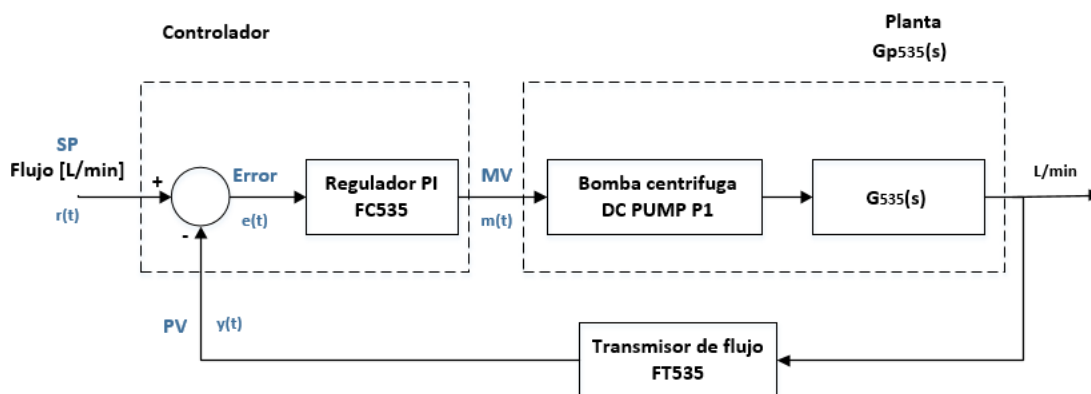 Controlador
Planta
Gp535(s)
SP
Flujo [L/min]
r(t)
+
-
Error
e(t)
Regulador PI
FC535
MV
m(t)
Bomba centrifuga
DC PUMP P1
G535(s)
L/min
PV
y(t)
Transmisor de flujo
FT535